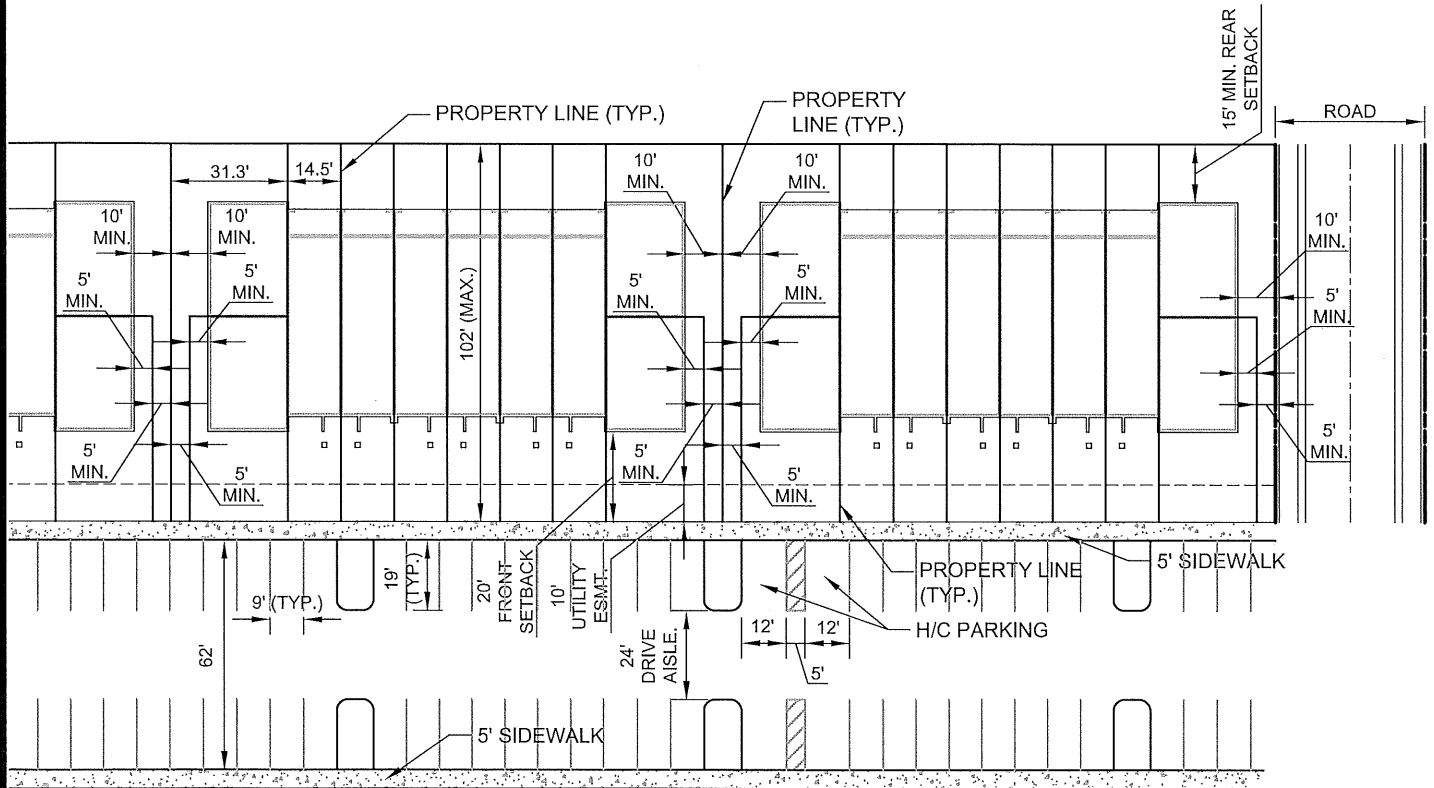 15' MIN. REAR
SETBACK
ROAD
PROPERTY LINE (TYP.)
PROPERTY
LINE (TYP.)
31.3'
14.5'
10'
MIN.
10'
MIN.
10'
MIN.
10'
MIN.
10'
MIN.
5'
MIN.
5'
MIN.
102' (MAX.)
5'
MIN.
5'
MIN.
5'
MIN.
5'
MIN.
5'
MIN.
5'
MIN.
5'
MIN.
5'
MIN.
20'
FRONT
SETBACK
10'
UTILITY
ESMT.
5' SIDEWALK
PROPERTY LINE
(TYP.)
H/C PARKING
19'
(TYP.)
9' (TYP.)
62'
24'
DRIVE
AISLE.
12'
12'
5'
5' SIDEWALK